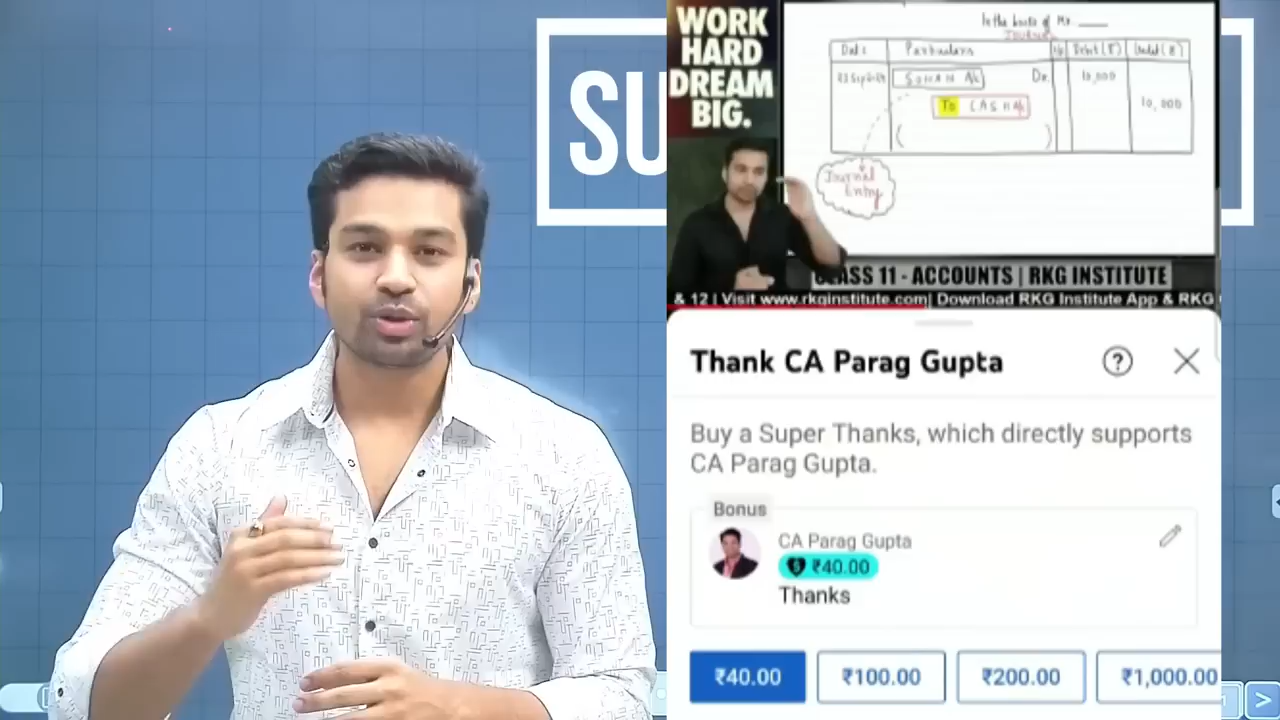 SU
WORK
HARD
DREAM
BIG.
In the books of Mr.
Journal
Date Particulars Debit (₹) Credit (₹)
SOHAN A/c Dr. 10,000
To CASH A/c 10,000
Journal
Entry
CLASS 11 - ACCOUNTS | RKG INSTITUTE
& 12 | Visit www.rkginstitute.com| Download RKG Institute App & RKG
Thank CA Parag Gupta
Buy a Super Thanks, which directly supports
CA Parag Gupta.
Bonus
CA Parag Gupta
₹40.00
Thanks
₹40.00 ₹100.00 ₹200.00 ₹1,000.00